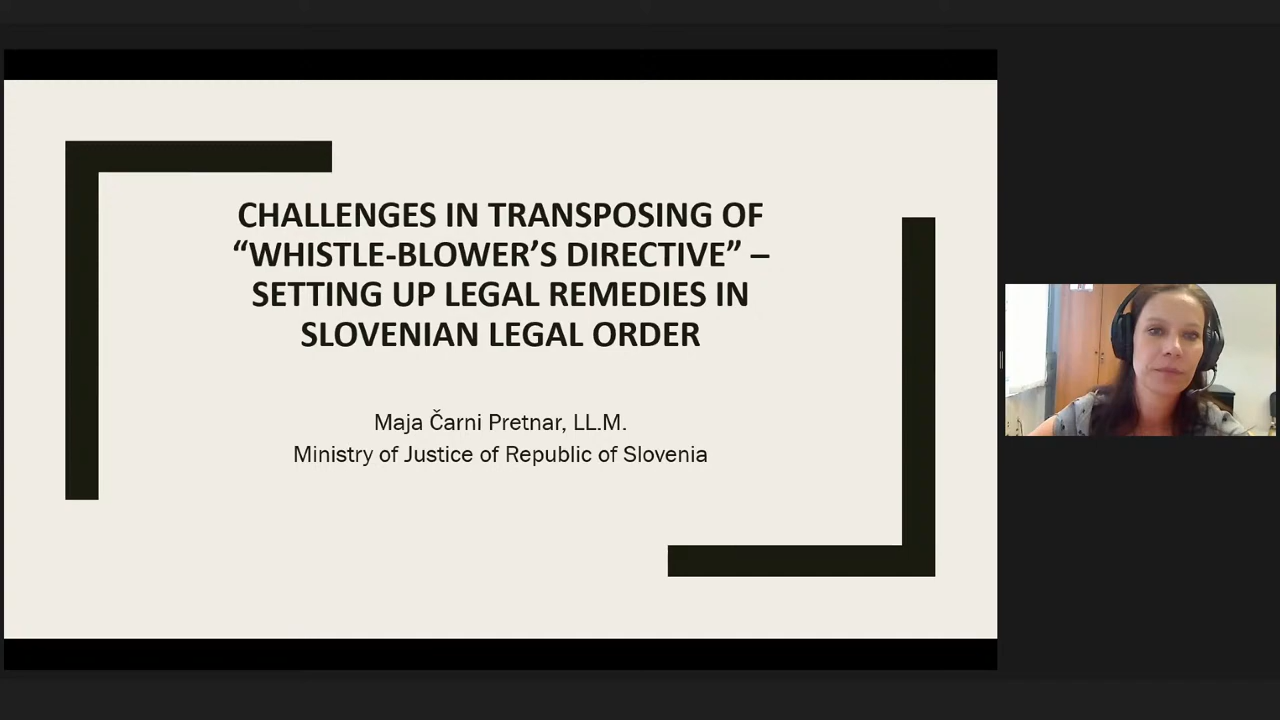 CHALLENGES IN TRANSPOSING OF
“WHISTLE-BLOWER’S DIRECTIVE” –
SETTING UP LEGAL REMEDIES IN
SLOVENIAN LEGAL ORDER
Maja Čarni Pretnar, LL.M.
Ministry of Justice of Republic of Slovenia